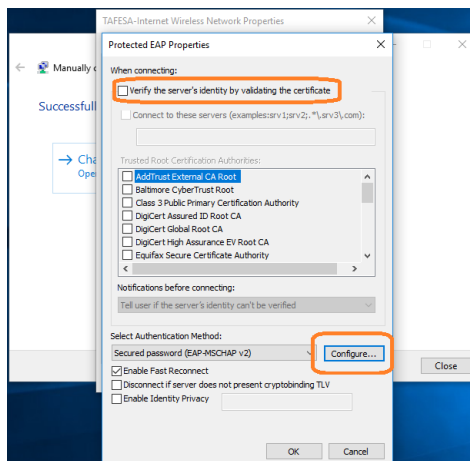 TAFESA-Internet Wireless Network Properties
Protected EAP Properties
Manually
When connecting:
Verify the server's identity by validating the certificate
Successfull
Connect to these servers (examples:srv1;srv2;.*\.srv3\.com):
Trusted Root Certification Authorities:
Cha
Ope
AddTrust External CA Root
Baltimore CyberTrust Root
Class 3 Public Primary Certification Authority
DigiCert Assured ID Root CA
DigiCert Global Root CA
DigiCert High Assurance EV Root CA
Equifax Secure Certificate Authority
Notifications before connecting:
Tell user if the server's identity can't be verified
Select Authentication Method:
Secured password (EAP-MSCHAP v2)
Configure...
Close
Enable Fast Reconnect
Disconnect if server does not present cryptobinding TLV
Enable Identity Privacy
OK
Cancel